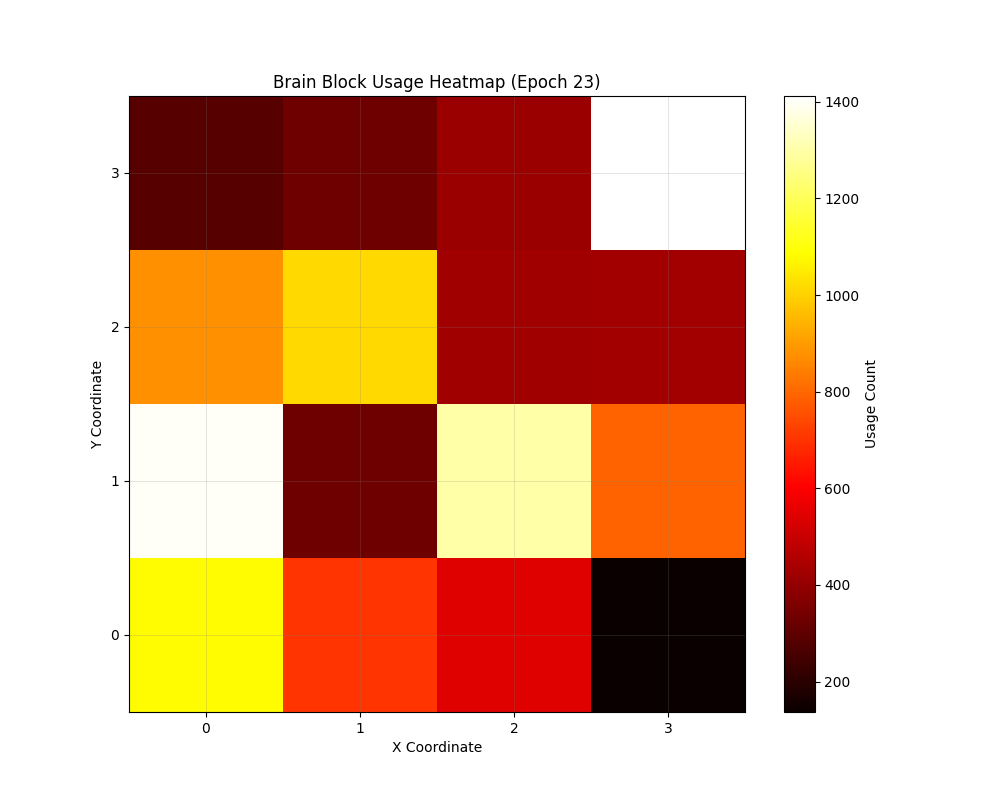 Brain Block Usage Heatmap (Epoch 23)
3
2
1
0
Y Coordinate
0 1 2 3
X Coordinate
1400
1200
1000
800
600
400
200
Usage Count